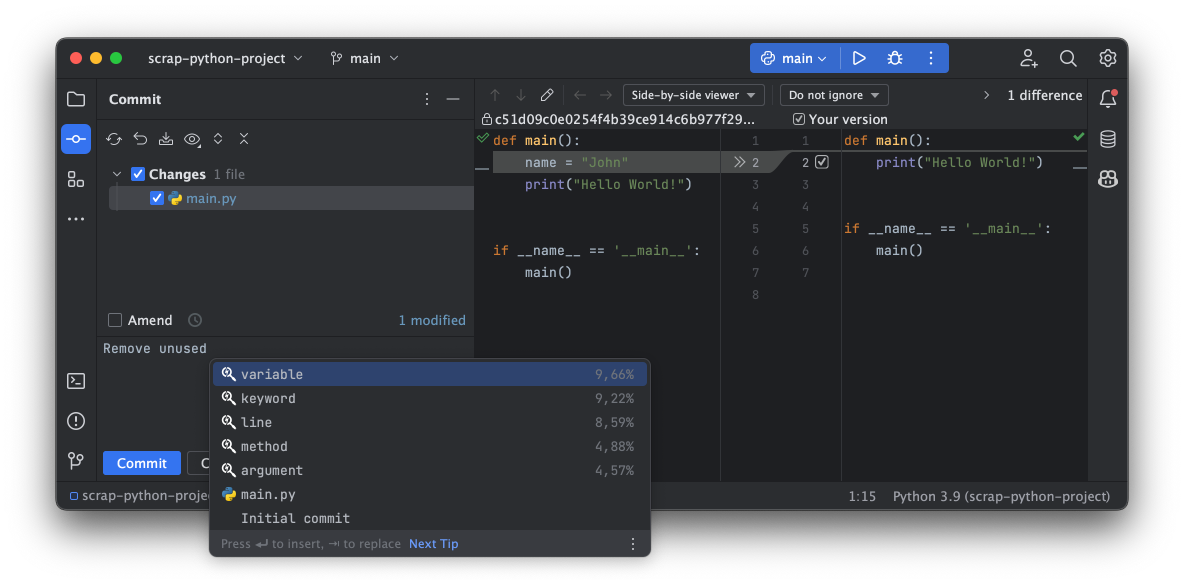 scrap-python-project main main
Commit
Side-by-side viewer Do not ignore 1 difference
c51d09c0e0254f4b39ce914c6b977f29... Your version
Changes 1 file
main.py
1 1
2 2
3 3
4 4
5 5
6 6
7 7
8
def main():
name = "John"
print("Hello World!")
if __name__ == '__main__':
main()
def main():
print("Hello World!")
if __name__ == '__main__':
main()
Amend 1 modified
Remove unused
variable 9,66%
keyword 9,22%
line 8,59%
method 4,88%
argument 4,57%
main.py
Initial commit
Press ↵ to insert, ⇥ to replace Next Tip
Commit C
scrap-python-proje 1:15 Python 3.9 (scrap-python-project)